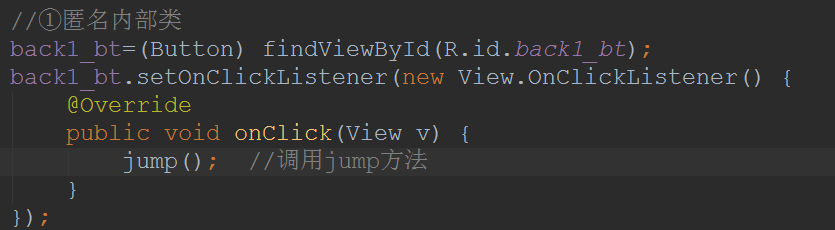 //①匿名内部类
back1_bt=(Button) findViewById(R.id.back1_bt);
back1_bt.setOnClickListener(new View.OnClickListener() {
    @Override
    public void onClick(View v) {
        jump();  //调用jump方法
    }
});